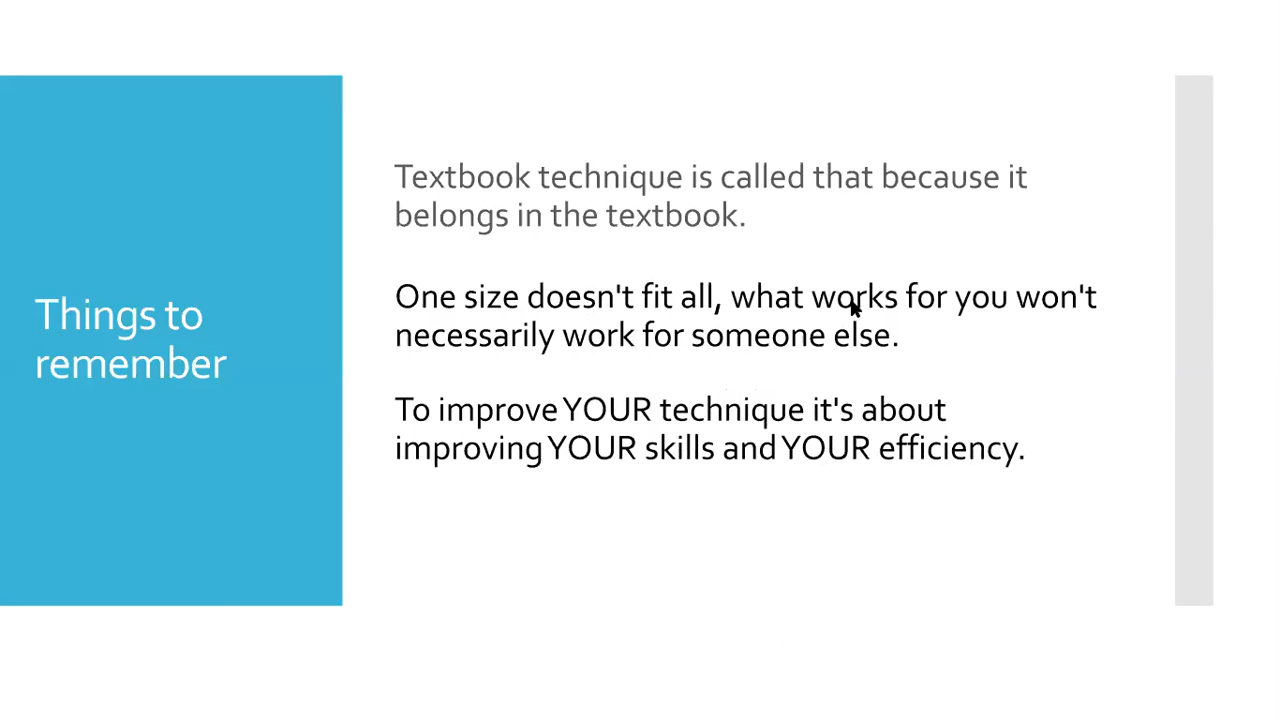 Things to
remember
Textbook technique is called that because it
belongs in the textbook.
One size doesn't fit all, what works for you won't
necessarily work for someone else.
To improve YOUR technique it's about
improving YOUR skills and YOUR efficiency.